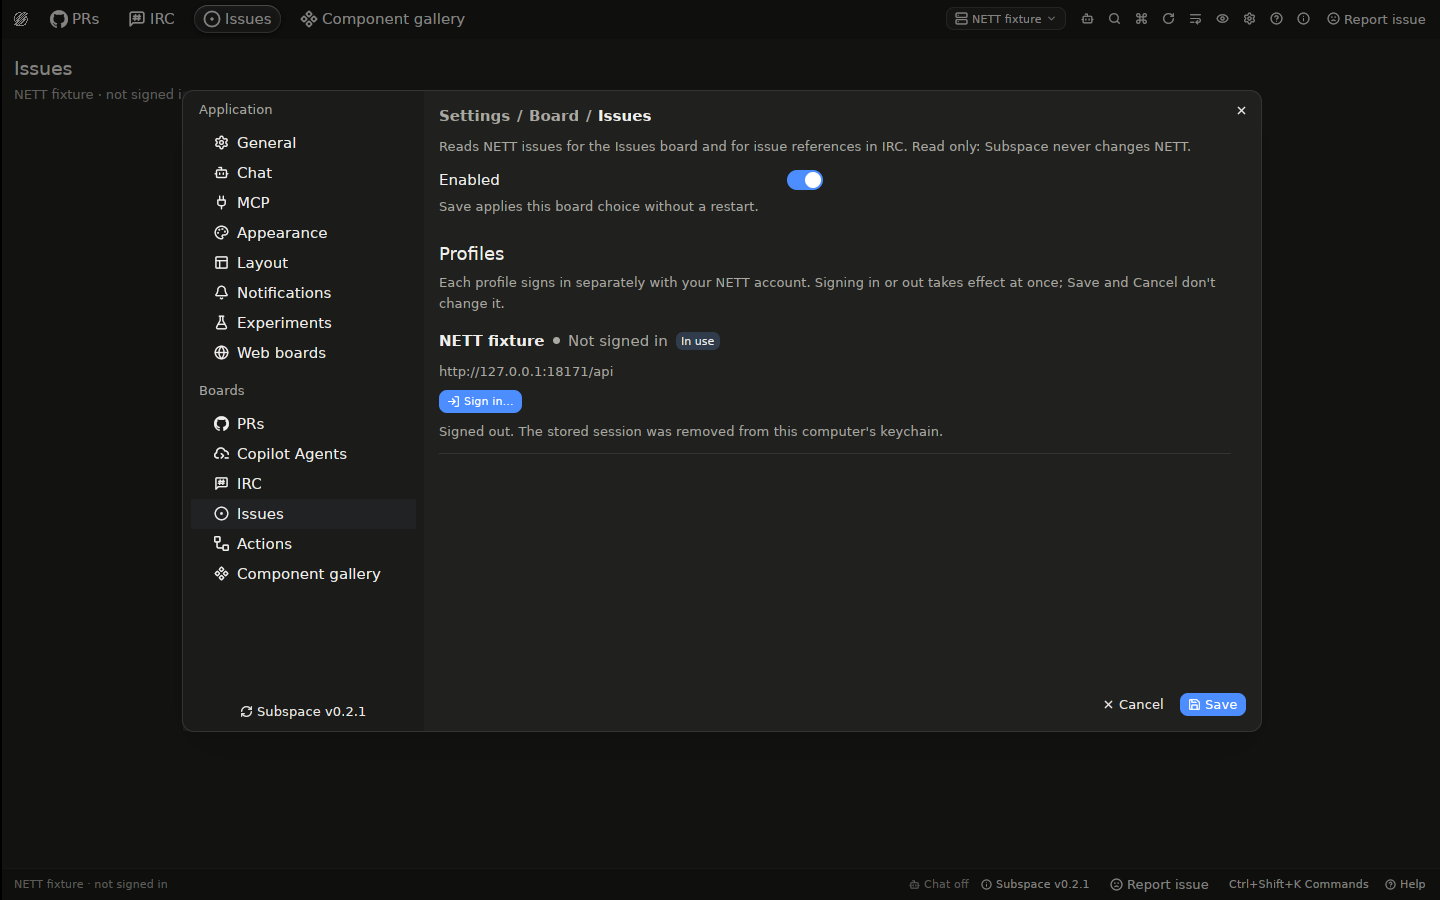 PRs
IRC
Issues
Component gallery
NETT fixture
Report issue
Issues
NETT fixture · not signed i
Application
General
Chat
MCP
Appearance
Layout
Notifications
Experiments
Web boards
Boards
PRs
Copilot Agents
IRC
Issues
Actions
Component gallery
Subspace v0.2.1
Settings / Board / Issues
Reads NETT issues for the Issues board and for issue references in IRC. Read only: Subspace never changes NETT.
Enabled
Save applies this board choice without a restart.
Profiles
Each profile signs in separately with your NETT account. Signing in or out takes effect at once; Save and Cancel don't
change it.
NETT fixture • Not signed in In use
http://127.0.0.1:18171/api
Sign in...
Signed out. The stored session was removed from this computer's keychain.
Cancel
Save
NETT fixture · not signed in
Chat off
Subspace v0.2.1
Report issue
Ctrl+Shift+K Commands
Help